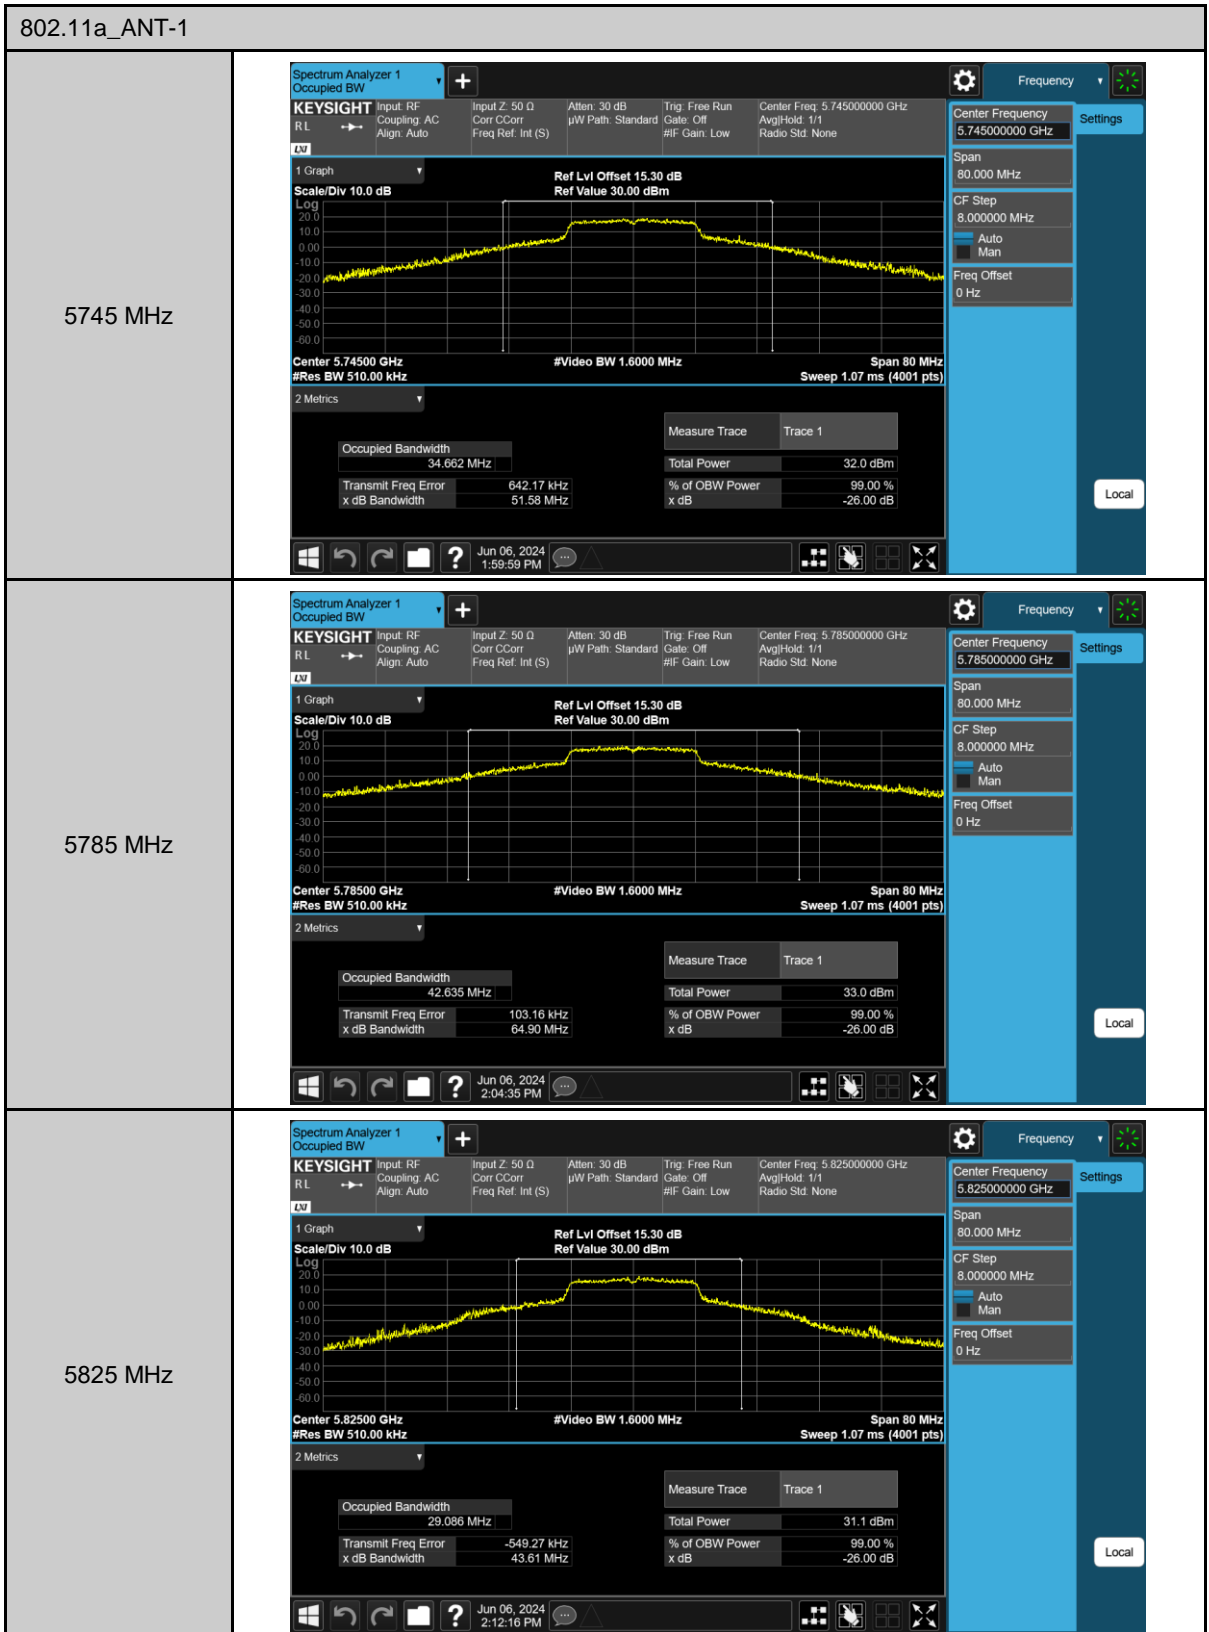 802.11a_ANT-1
5745 MHz
Spectrum Analyzer 1
Occupied BW
Frequency
KEYSIGHT
R L
LXI
Input: RF
Coupling: AC
Align: Auto
Input Z: 50 Ω
Corr CCorr
Freq Ref: Int (S)
Atten: 30 dB
µW Path: Standard
Trig: Free Run
Gate: Off
#IF Gain: Low
Center Freq: 5.745000000 GHz
Avg|Hold: 1/1
Radio Std: None
Center Frequency
5.745000000 GHz
Settings
Span
80.000 MHz
CF Step
8.000000 MHz
Auto
Man
Freq Offset
0 Hz
1 Graph
Scale/Div 10.0 dB
Ref Lvl Offset 15.30 dB
Ref Value 30.00 dBm
Log
20.0
10.0
0.00
-10.0
-20.0
-30.0
-40.0
-50.0
-60.0
Center 5.74500 GHz
#Video BW 1.6000 MHz
Span 80 MHz
#Res BW 510.00 kHz
Sweep 1.07 ms (4001 pts)
2 Metrics
Measure Trace Trace 1
Occupied Bandwidth
34.662 MHz
Total Power 32.0 dBm
Transmit Freq Error 642.17 kHz
% of OBW Power 99.00 %
x dB Bandwidth 51.58 MHz
x dB -26.00 dB
Local
?
Jun 06, 2024
1:59:59 PM
5785 MHz
Spectrum Analyzer 1
Occupied BW
Frequency
KEYSIGHT
R L
LXI
Input: RF
Coupling: AC
Align: Auto
Input Z: 50 Ω
Corr CCorr
Freq Ref: Int (S)
Atten: 30 dB
µW Path: Standard
Trig: Free Run
Gate: Off
#IF Gain: Low
Center Freq: 5.785000000 GHz
Avg|Hold: 1/1
Radio Std: None
Center Frequency
5.785000000 GHz
Settings
Span
80.000 MHz
CF Step
8.000000 MHz
Auto
Man
Freq Offset
0 Hz
1 Graph
Scale/Div 10.0 dB
Ref Lvl Offset 15.30 dB
Ref Value 30.00 dBm
Log
20.0
10.0
0.00
-10.0
-20.0
-30.0
-40.0
-50.0
-60.0
Center 5.78500 GHz
#Video BW 1.6000 MHz
Span 80 MHz
#Res BW 510.00 kHz
Sweep 1.07 ms (4001 pts)
2 Metrics
Measure Trace Trace 1
Occupied Bandwidth
42.635 MHz
Total Power 33.0 dBm
Transmit Freq Error 103.16 kHz
% of OBW Power 99.00 %
x dB Bandwidth 64.90 MHz
x dB -26.00 dB
Local
?
Jun 06, 2024
2:04:35 PM
5825 MHz
Spectrum Analyzer 1
Occupied BW
Frequency
KEYSIGHT
R L
LXI
Input: RF
Coupling: AC
Align: Auto
Input Z: 50 Ω
Corr CCorr
Freq Ref: Int (S)
Atten: 30 dB
µW Path: Standard
Trig: Free Run
Gate: Off
#IF Gain: Low
Center Freq: 5.825000000 GHz
Avg|Hold: 1/1
Radio Std: None
Center Frequency
5.825000000 GHz
Settings
Span
80.000 MHz
CF Step
8.000000 MHz
Auto
Man
Freq Offset
0 Hz
1 Graph
Scale/Div 10.0 dB
Ref Lvl Offset 15.30 dB
Ref Value 30.00 dBm
Log
20.0
10.0
0.00
-10.0
-20.0
-30.0
-40.0
-50.0
-60.0
Center 5.82500 GHz
#Video BW 1.6000 MHz
Span 80 MHz
#Res BW 510.00 kHz
Sweep 1.07 ms (4001 pts)
2 Metrics
Measure Trace Trace 1
Occupied Bandwidth
29.086 MHz
Total Power 31.1 dBm
Transmit Freq Error -549.27 kHz
% of OBW Power 99.00 %
x dB Bandwidth 43.61 MHz
x dB -26.00 dB
Local
?
Jun 06, 2024
2:12:16 PM